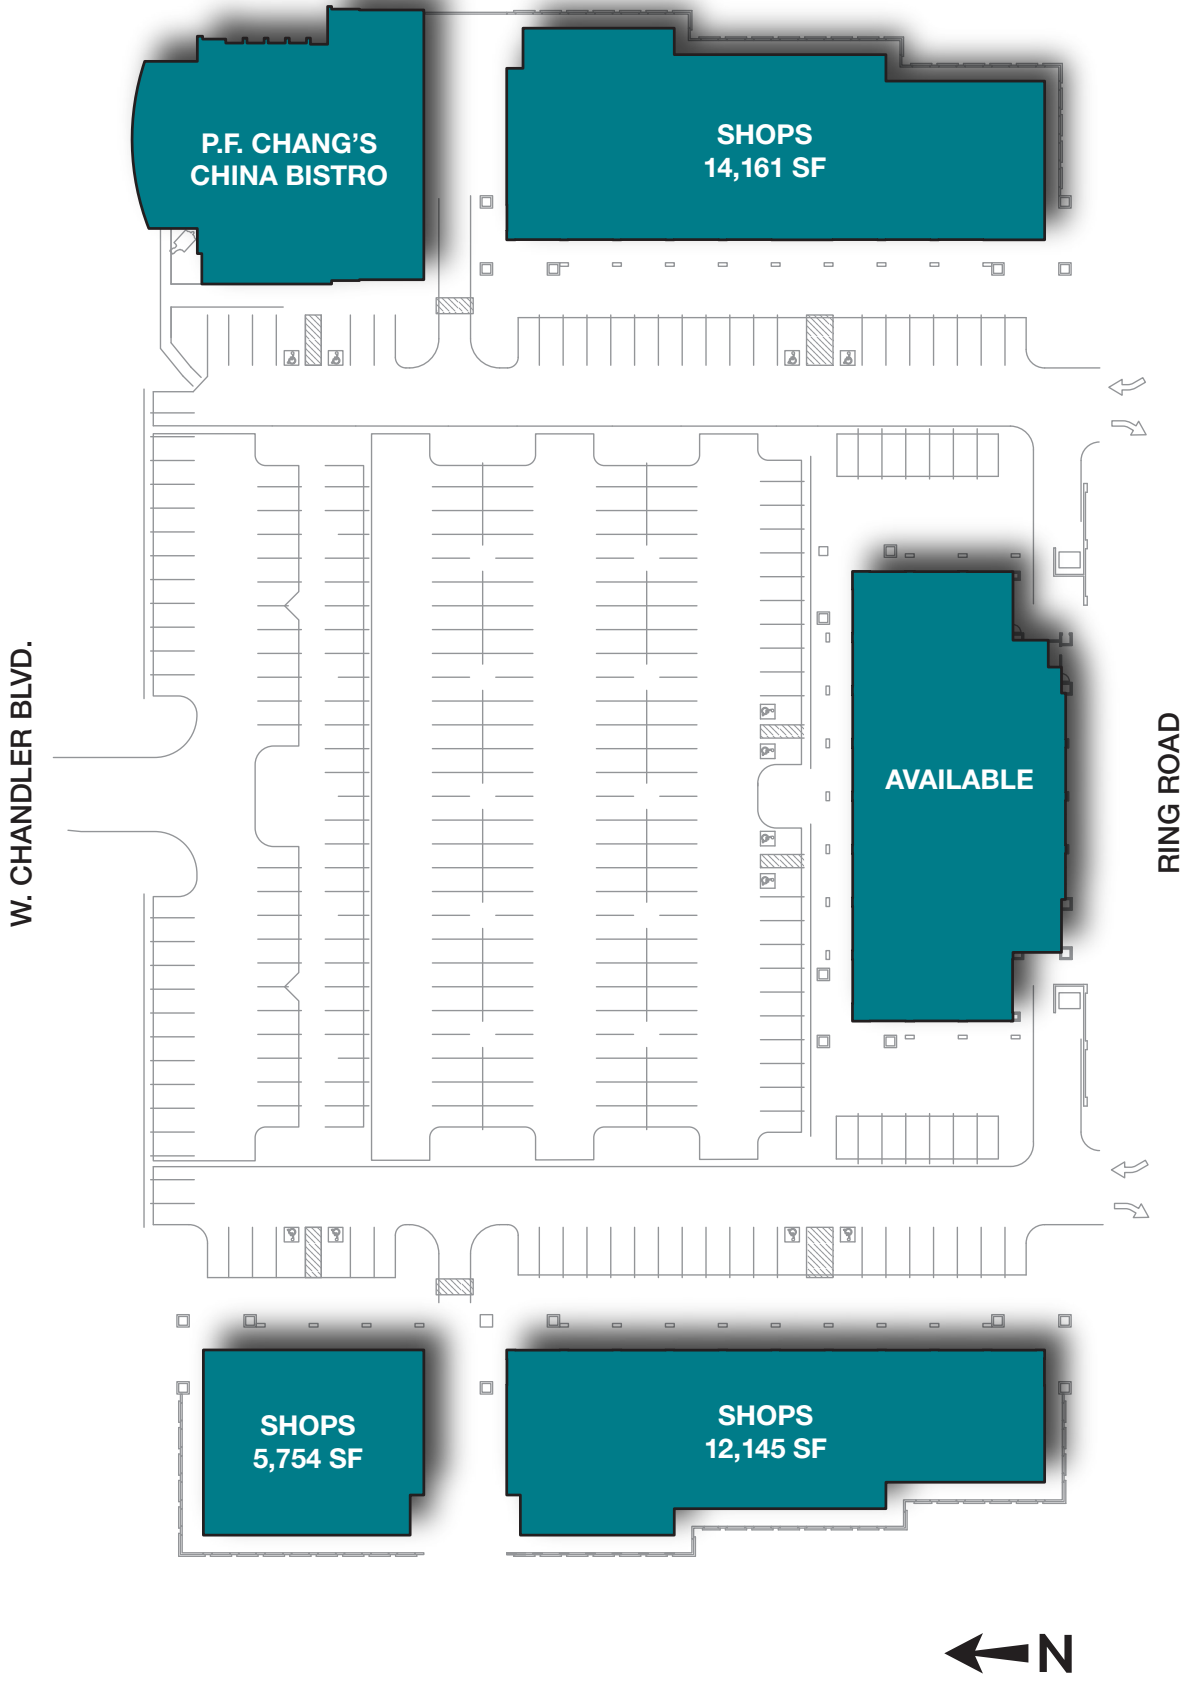 P.F. CHANG'S
CHINA BISTRO
SHOPS
14,161 SF
W. CHANDLER BLVD.
AVAILABLE
RING ROAD
SHOPS
5,754 SF
SHOPS
12,145 SF
N